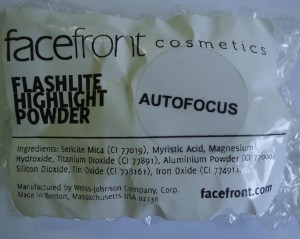 facefront cosmetics
FLASHLITE
HIGHLIGHT
POWDER
AUTOFOCUS
Ingredients: Sericite Mica (CI 77019), Myristic Acid, Magnesium
Hydroxide, Titanium Dioxide (CI 77891), Aluminium Powder (CI 77000)
Silicon Dioxide, Tin Oxide (CI 778161), Iron Oxide (CI 77491).
Manufactured by Weiss-Johnson Company, Corp.
Made in Boston, Massachusetts USA 02136
facefront.com